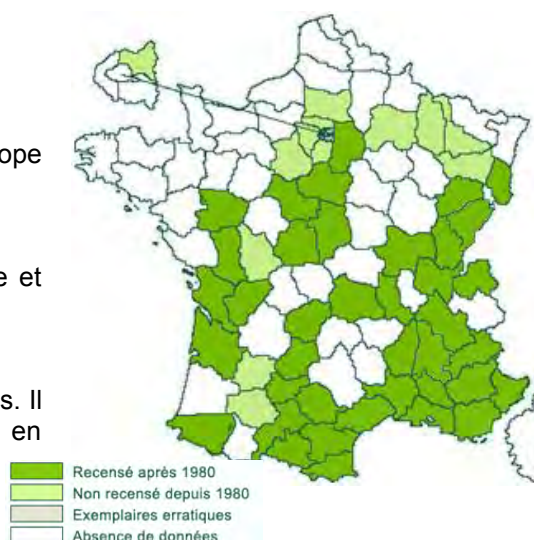 ope
e et
s. Il
en
Recensé après 1980
Non recensé depuis 1980
Exemplaires erratiques
Absence de données